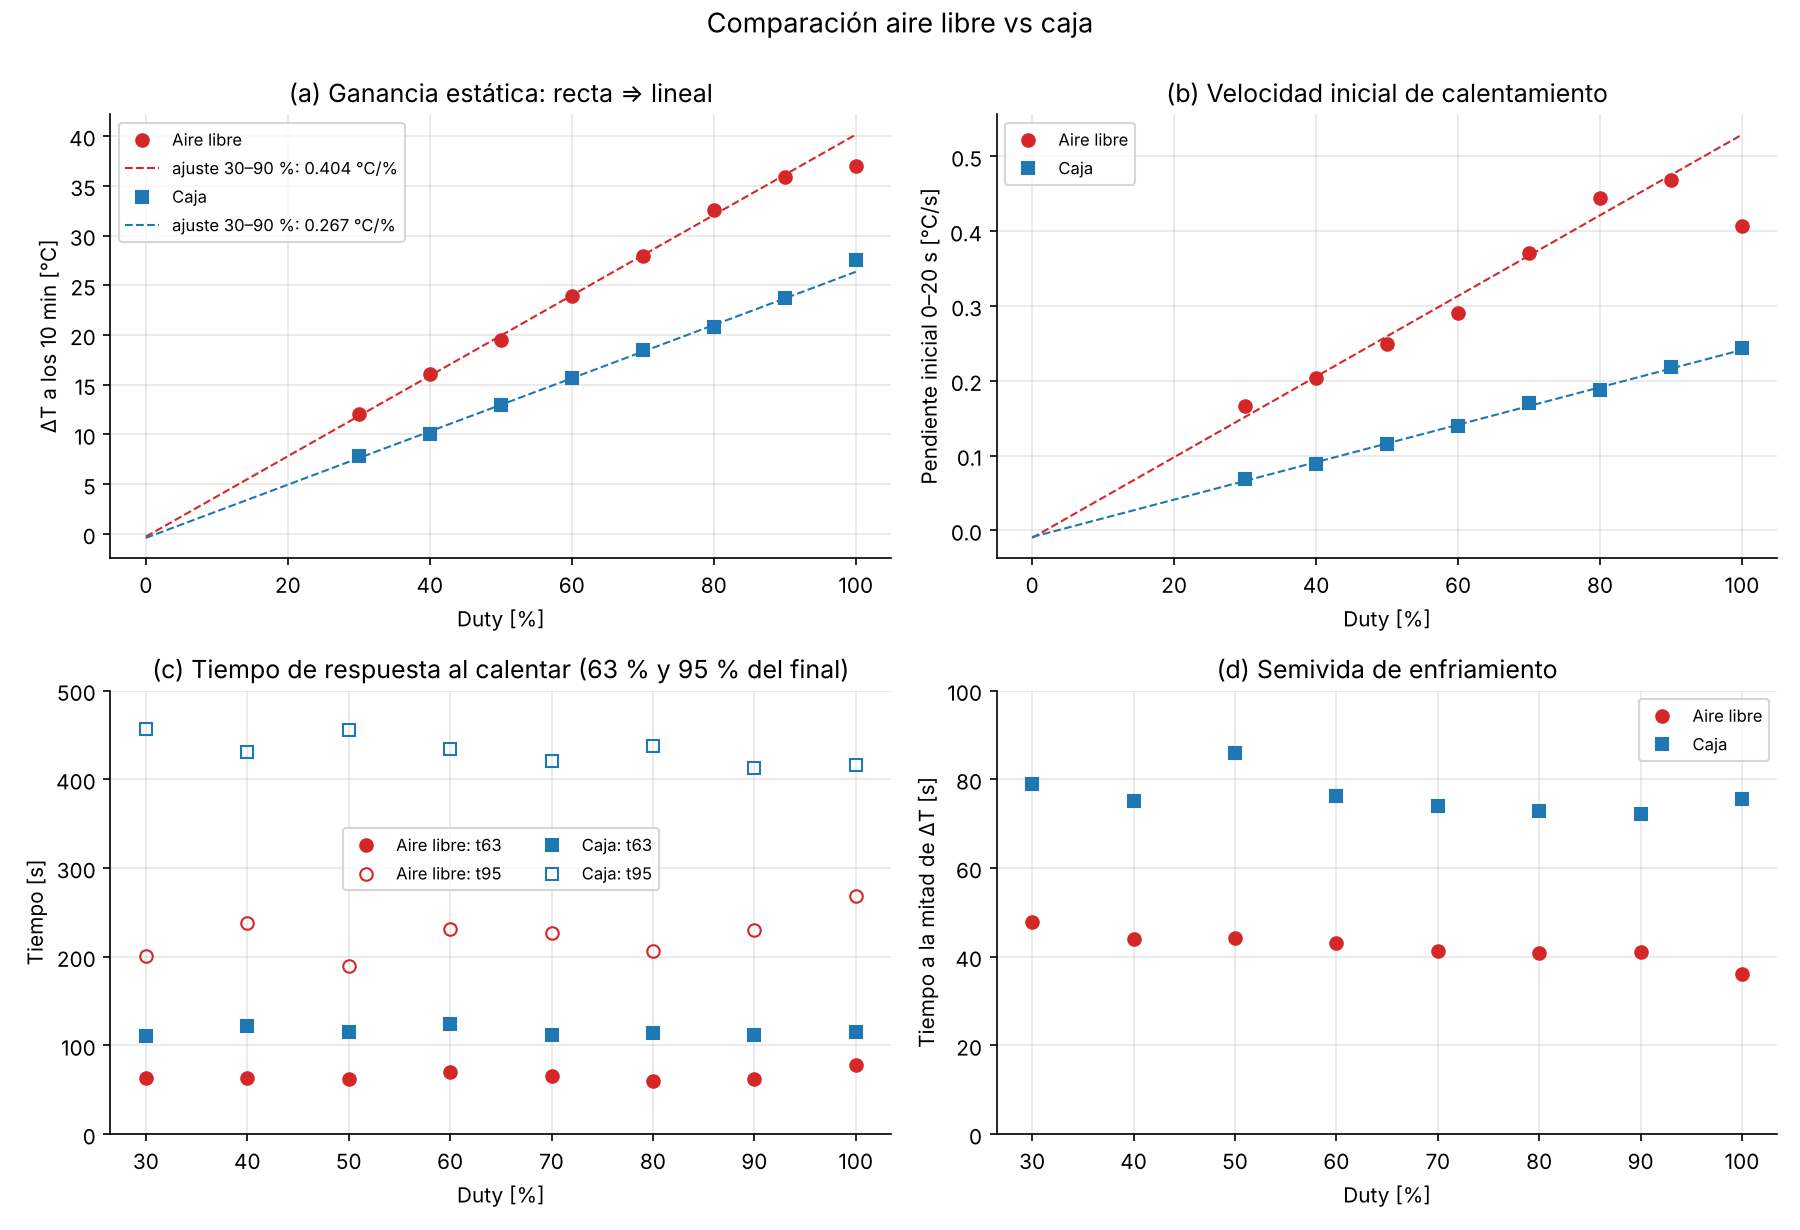 Comparación aire libre vs caja
(a) Ganancia estática: recta ⇒ lineal
Aire libre
ajuste 30–90 %: 0.404 °C/%
Caja
ajuste 30–90 %: 0.267 °C/%
ΔT a los 10 min [°C]
40
35
30
25
20
15
10
5
0
0 20 40 60 80 100
Duty [%]
(b) Velocidad inicial de calentamiento
Aire libre
Caja
Pendiente inicial 0–20 s [°C/s]
0.5
0.4
0.3
0.2
0.1
0.0
0 20 40 60 80 100
Duty [%]
(c) Tiempo de respuesta al calentar (63 % y 95 % del final)
Aire libre: t63 Caja: t63
Aire libre: t95 Caja: t95
Tiempo [s]
500
400
300
200
100
0
30 40 50 60 70 80 90 100
Duty [%]
(d) Semivida de enfriamiento
Aire libre
Caja
Tiempo a la mitad de ΔT [s]
100
80
60
40
20
0
30 40 50 60 70 80 90 100
Duty [%]